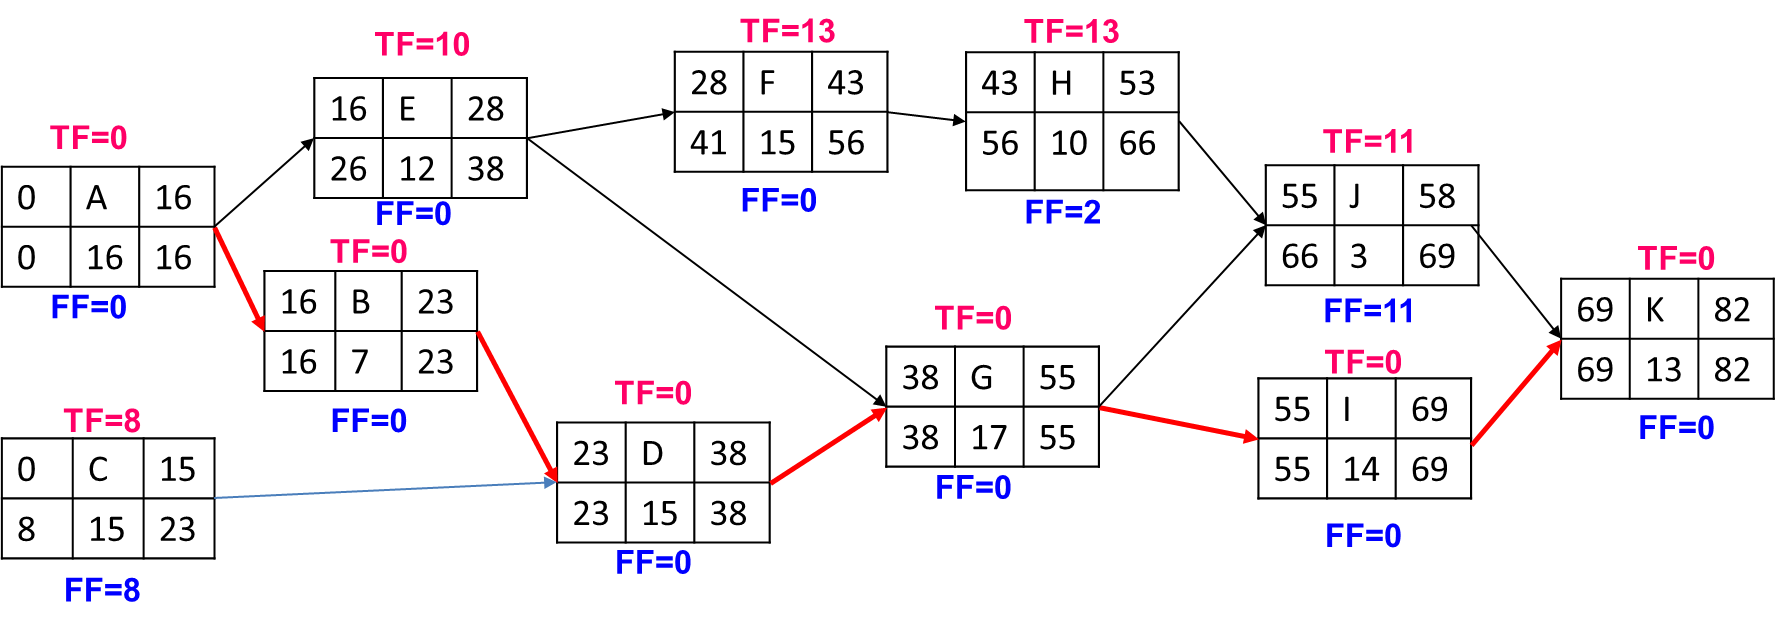 TF=0
0 A 16
0 16 16
FF=0
TF=10
16 E 28
26 12 38
FF=0
TF=0
16 B 23
16 7 23
FF=0
TF=8
0 C 15
8 15 23
FF=8
TF=0
23 D 38
23 15 38
FF=0
TF=13
28 F 43
41 15 56
FF=0
TF=13
43 H 53
56 10 66
FF=2
TF=0
38 G 55
38 17 55
FF=0
TF=11
55 J 58
66 3 69
FF=11
TF=0
55 I 69
55 14 69
FF=0
TF=0
69 K 82
69 13 82
FF=0